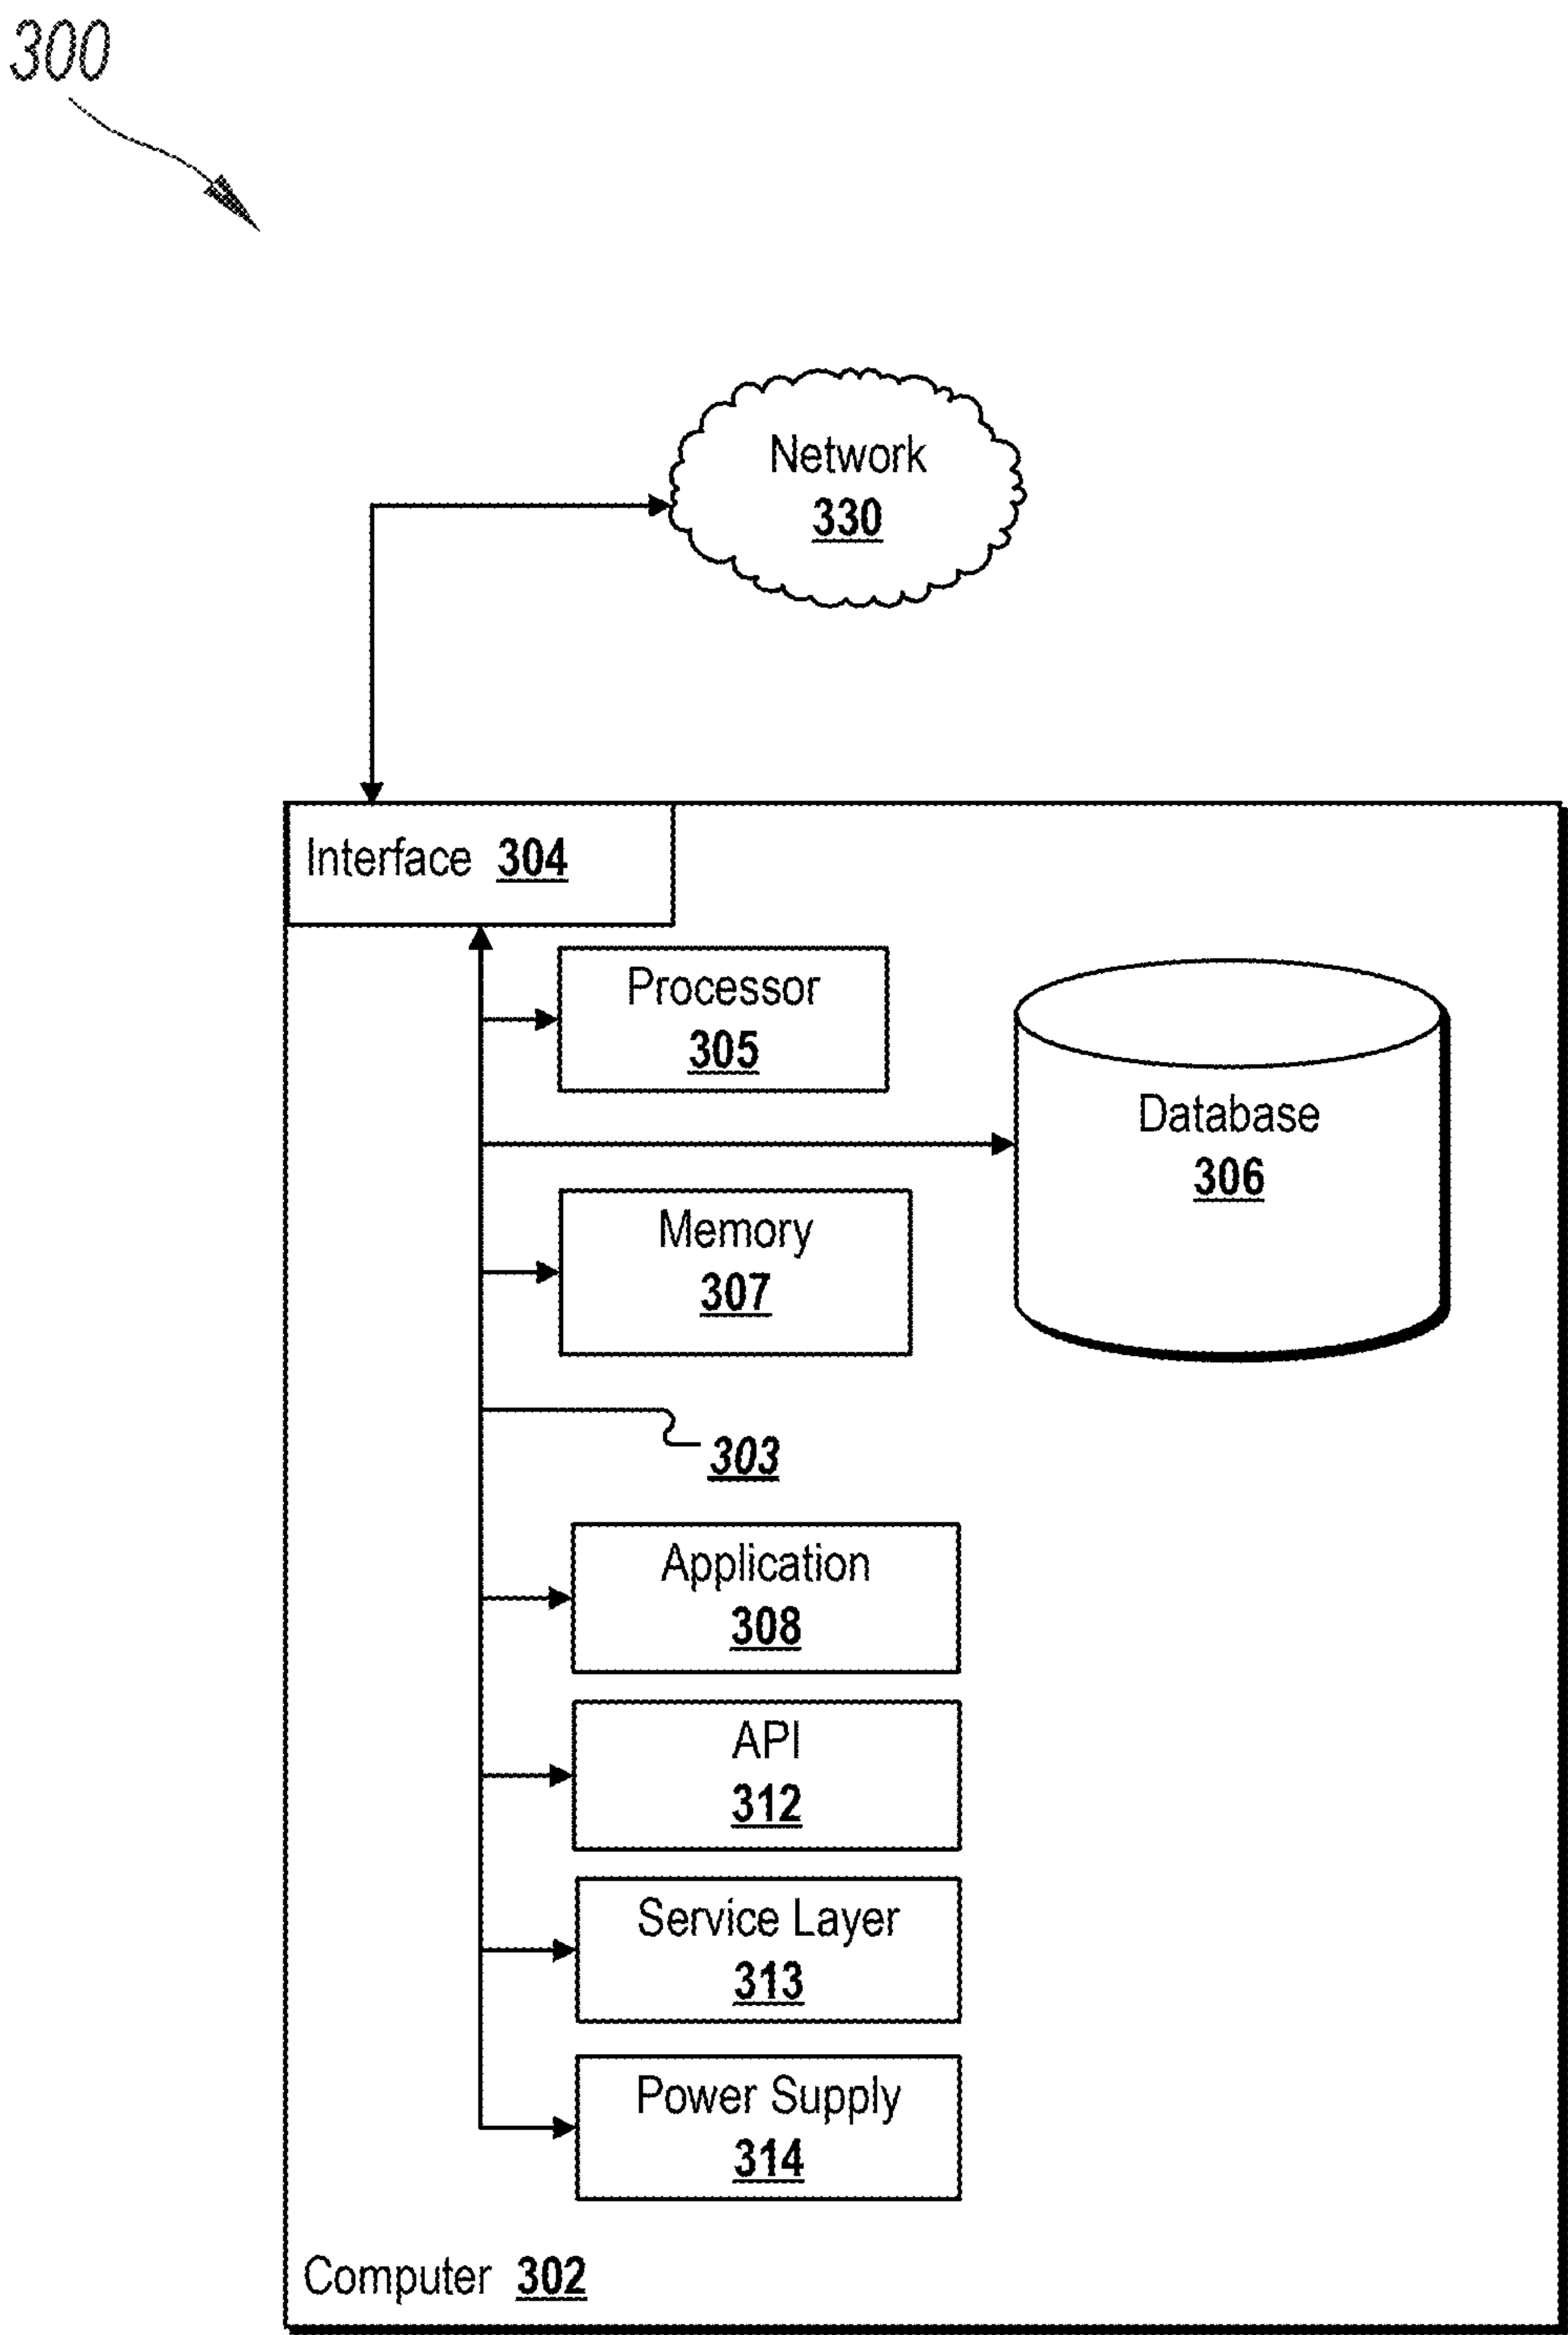 300
Network
330
Interface 304
Processor
305
Database
306
Memory
307
303
Application
308
API
312
Service Layer
313
Power Supply
314
Computer 302